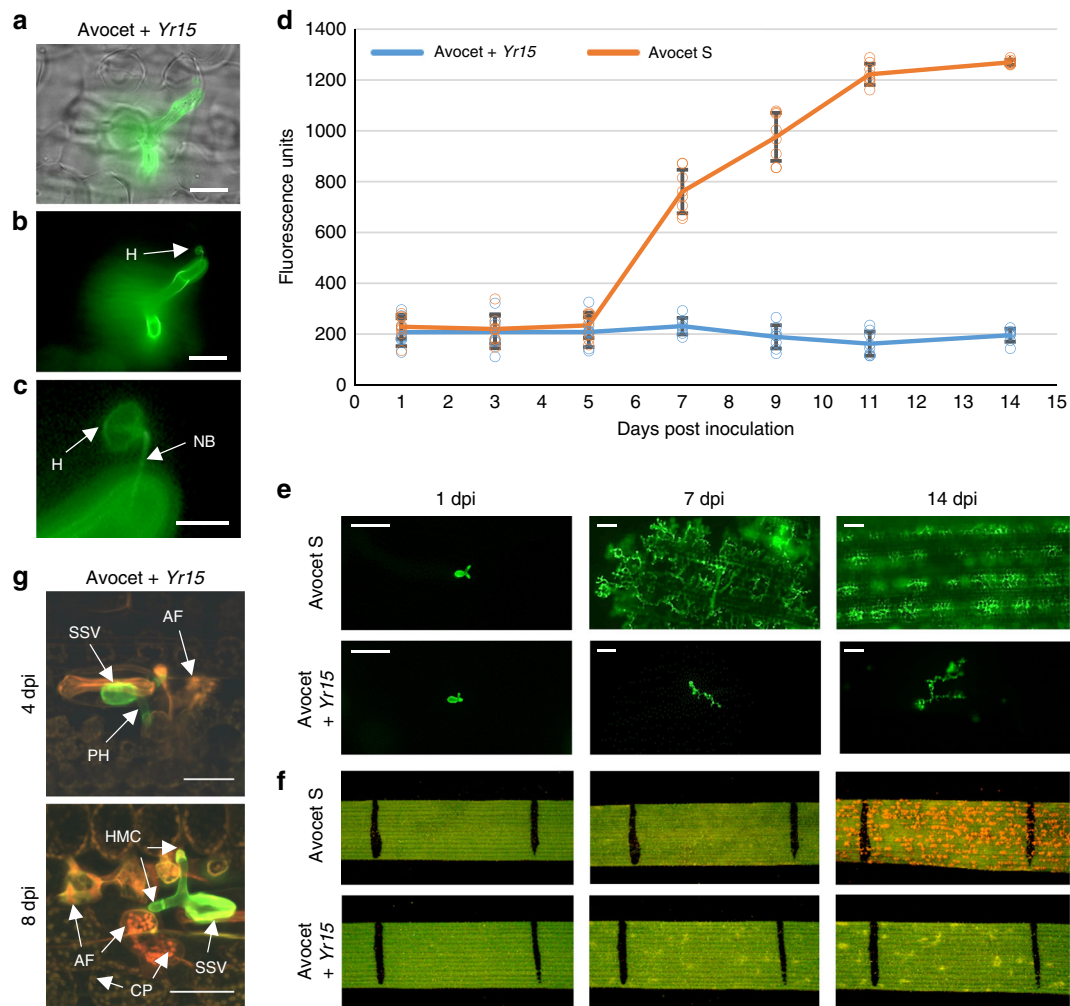 a
Avocet + Yr15
b
H
c
H
NB
d
1400
1200
1000
800
600
400
200
0
Fluorescence units
Avocet + Yr15
Avocet S
0 1 2 3 4 5 6 7 8 9 10 11 12 13 14 15
Days post inoculation
e
1 dpi
7 dpi
14 dpi
Avocet S
Avocet
+ Yr15
f
Avocet S
Avocet
+ Yr15
g
Avocet + Yr15
4 dpi
SSV
AF
PH
8 dpi
HMC
AF
SSV
CP